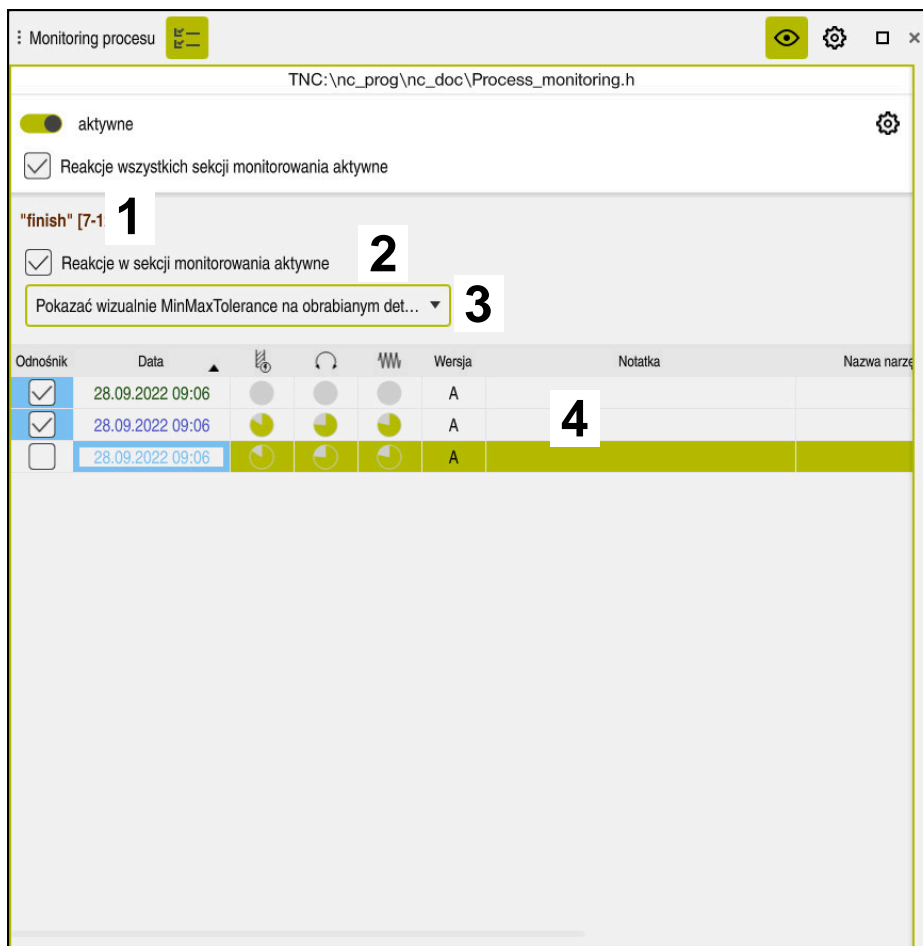 Monitoring procesu
TNC:\nc_prog\nc_doc\Process_monitoring.h
aktywne
Reakcje wszystkich sekcji monitorowania aktywne
"finish" [7-1
1
Reakcje w sekcji monitorowania aktywne
2
Pokazać wizualnie MinMaxTolerance na obrabianym det...
3
Odnośnik Data Wersja Notatka Nazwa narzę
28.09.2022 09:06 A
28.09.2022 09:06 A
4
28.09.2022 09:06 A